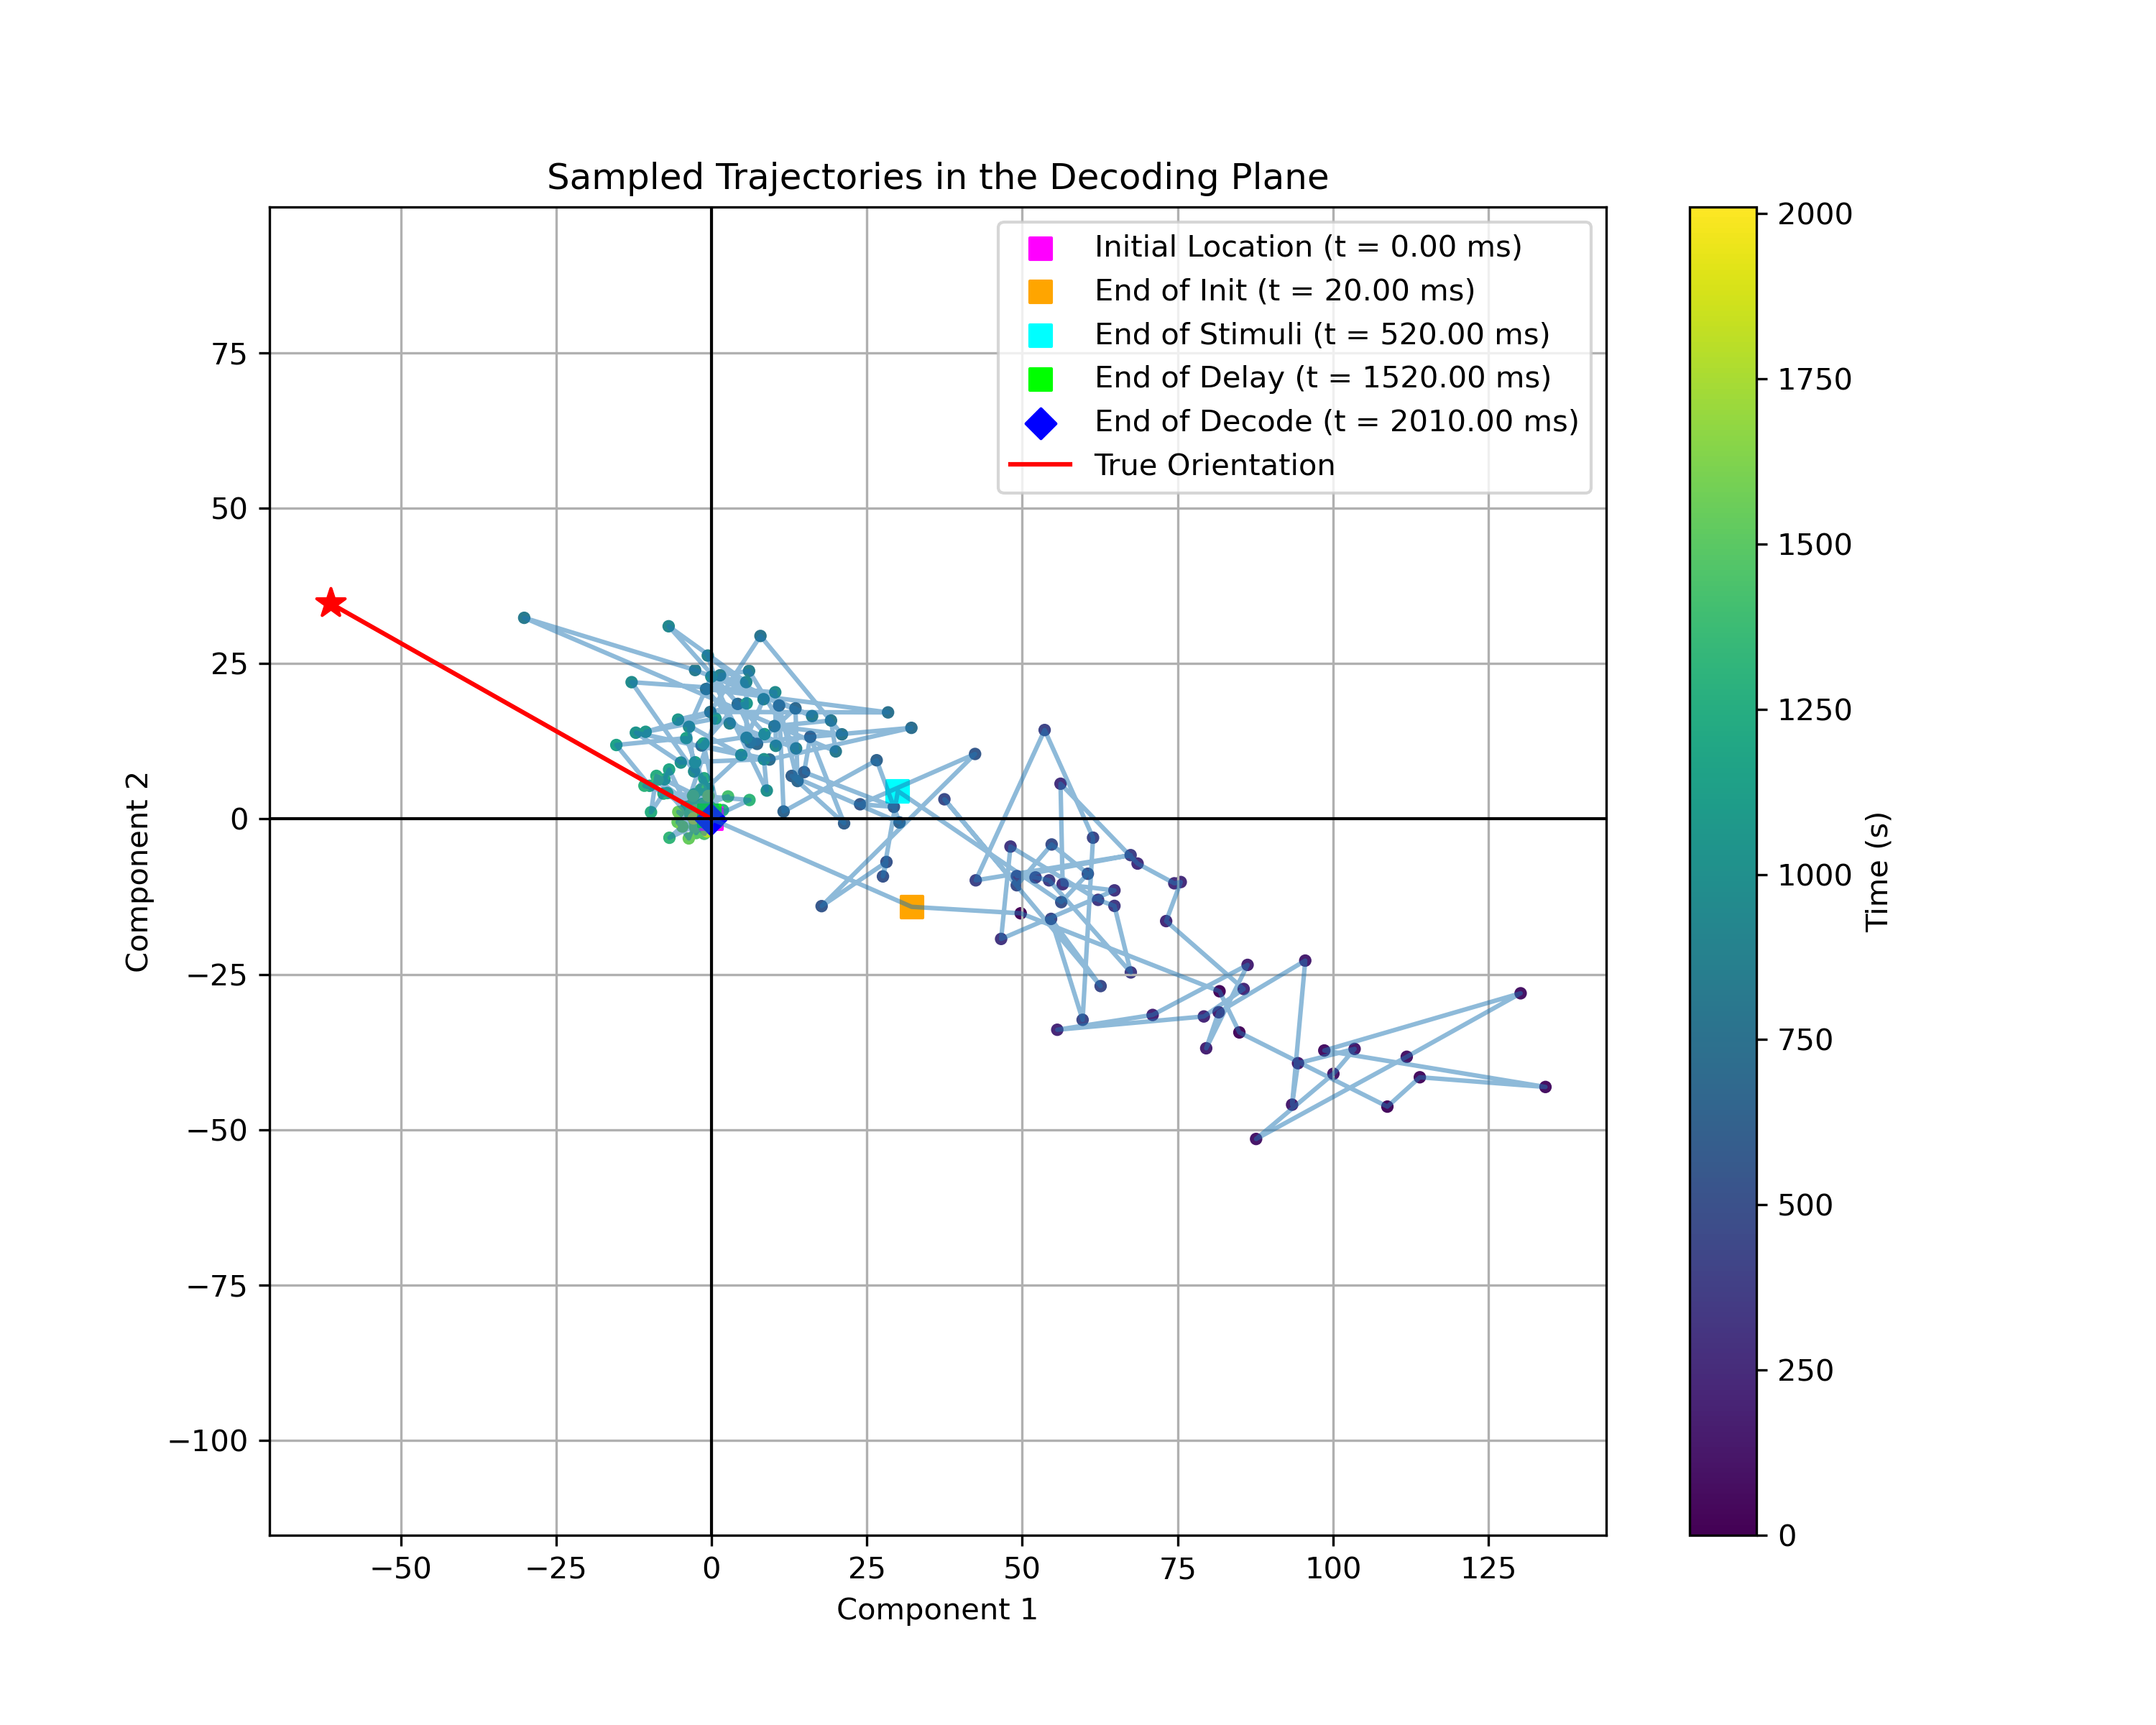 Sampled Trajectories in the Decoding Plane
Initial Location (t = 0.00 ms)
End of Init (t = 20.00 ms)
End of Stimuli (t = 520.00 ms)
End of Delay (t = 1520.00 ms)
End of Decode (t = 2010.00 ms)
True Orientation
75
50
25
0
−25
−50
−75
−100
Component 2
−50 −25 0 25 50 75 100 125
Component 1
2000
1750
1500
1250
1000
750
500
250
0
Time (s)